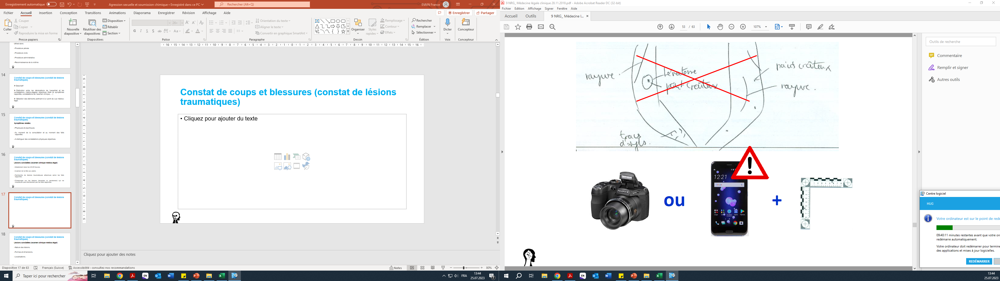 Enregistrement automatique
Agression sexuelle et soumission chimique • Enregistré dans ce PC
Rechercher (Alt+Q)
EVAIN France
Fichier Accueil Insertion Conception Transitions Animations Diaporama Enregistrer Révision Affichage Aide
Enregistrer Partager
Coller
Couper
Copier
Reproduire la mise en forme
Presse-papiers
Nouvelle diapositive
Réutiliser des diapositives
Disposition
Rétablir
Section
Diapositives
26+
G I S S ab AV Aa A
Police
Orientation du texte
Aligner le texte
Convertir en graphique SmartArt
Paragraphe
Organiser
Styles rapides
Remplissage
Contour
Effets
Dessin
Rechercher
Remplacer
Sélectionner
Édition
Dicter
Voix
Concepteur
Concepteur
Utilisé dans:
-Procédure pénale
-Procédure civile
-Procédure administrative
-Reconnaissance de la victime
14
Constat de coups et blessures (constat de lésions
traumatiques)
➤ Descriptif
➤ Distinction entre les déclarations de l'expertisé et les
constatations médico-légales objectives (faits et symptômes
rapportés, constatations de l'examen clinique,…)
➤ Sélection des éléments pertinent d'un point de vue médico-
légal.
15
Constat de coups et blessures (constat de lésions
traumatiques)
Symptômes relatés:
-Physiques et psychiques.
-Au moment de la consultation et au moment des faits
rapportés.
-A distinguer des constatations physiques objectives.
16
Constat de coups et blessures (constat de lésions
traumatiques)
Lésions constatées (examen clinique médico-légal)
-Idéalement dans les 24-48 heures.
-Examen de la tête aux pieds.
-Recherche de lésions traumatiques attendues selon les faits
rapportés.
-S'interroger sur les lésions (récentes ou anciennes) qui ne
s'expliquer pas directement par les faits rapportés.
17
Constat de coups et blessures (constat de lésions
traumatiques)
18
Constat de coups et blessures (constat de lésions
traumatiques)
Lésions constatées (examen clinique médico-légal)
-Nature des lésions.
-Formes et dimensions.
-Localisations.
Constat de coups et blessures (constat de lésions
traumatiques)
• Cliquez pour ajouter du texte
Cliquez pour ajouter des notes
Diapositive 17 de 63 Français (Suisse) Accessibilité : consultez nos recommandations
Notes
80%
Taper ici pour rechercher
FRA
13:44
25.07.2023
9 NRG_ Médecine légale clinique 28.11.2018.pdf - Adobe Acrobat Reader DC (32-bit)
Fichier Edition Affichage Signer Fenêtre Aide
Accueil Outils 9 NRG_ Médecine l... ×
53 / 63
107%
rayure.
points croûteux
rayure.
12:21
FUJIFILM
ou
+
Outils de recherche
Commentaire
Remplir et signer
Autres outils
Centre logiciel
HUG
Votre ordinateur est sur le point de
09:40:11 minutes restantes avant que votre
redémarre automatiquement.
Votre ordinateur doit redémarrer pour
des applications et mises à jour logicielles.
REDÉMARRER
13:44
25.07.2023